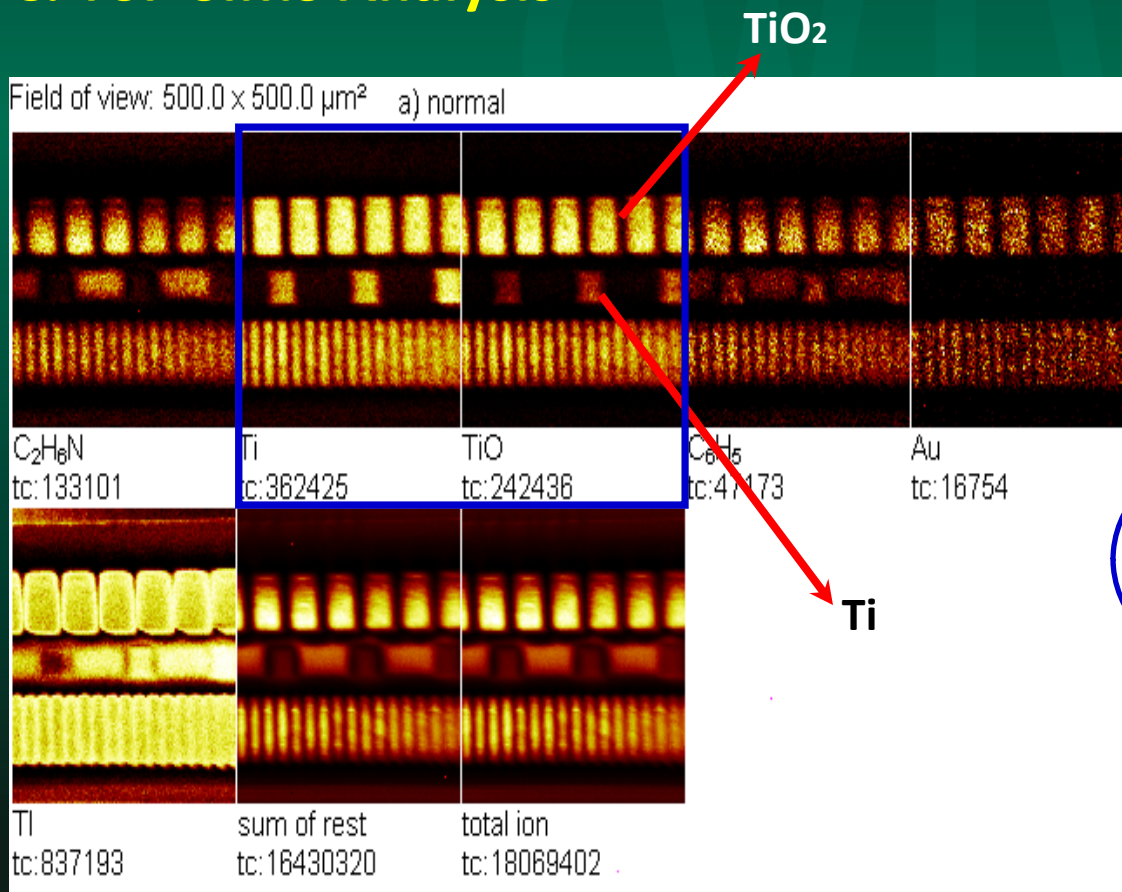 TiO₂
Field of view: 500.0 x 500.0 µm² a) normal
C₂H₆N
tc:133101
Ti
tc:362425
TiO
tc:242436
C₆H₅
tc:47173
Au
tc:16754
Ti
TI
tc:837193
sum of rest
tc:16430320
total ion
tc:18069402